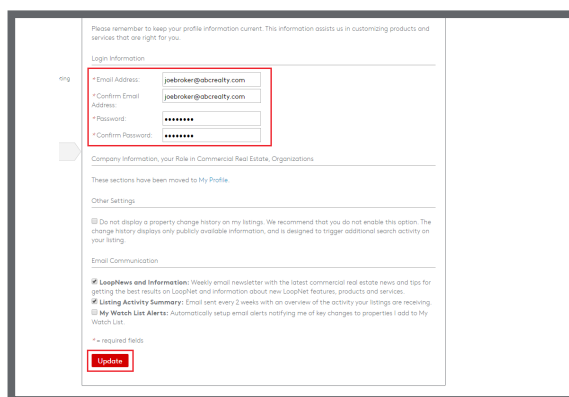 Please remember to keep your profile information current. This information assists us in customizing products and
services that are right for you.
Login Information
* Email Address: joebroker@abcrealty.com
* Confirm Email joebroker@abcrealty.com
Address:
* Password: ••••••••
* Confirm Password: ••••••••
Company Information, your Role in Commercial Real Estate, Organizations
These sections have been moved to My Profile.
Other Settings
Do not display a property change history on my listings. We recommend that you do not enable this option. The
change history displays only publicly available information, and is designed to trigger additional search activity on
your listing.
Email Communication
LoopNews and Information: Weekly email newsletter with the latest commercial real estate news and tips for
getting the best results on LoopNet and information about new LoopNet features, products and services.
Listing Activity Summary: Email sent every 2 weeks with an overview of the activity your listings are receiving.
My Watch List Alerts: Automatically setup email alerts notifying me of key changes to properties I add to My
Watch List.
* = required fields
Update